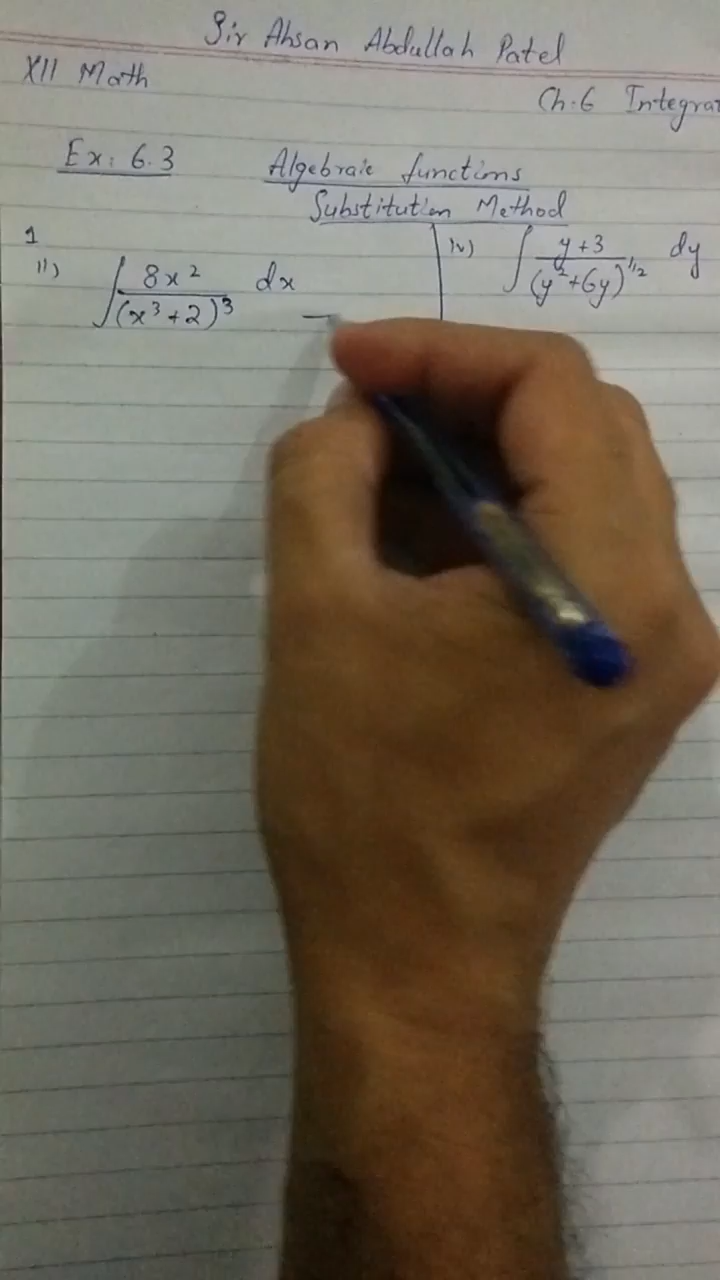 Sir Ahsan Abdullah Patel
XII Math
Ch.6 Integrat
Ex: 6.3
Algebraic functions
Substitution Method
1
ii) ∫ 8x² / (x³+2)³ dx
iv) ∫ y+3 / (y²+6y)^1/2 dy